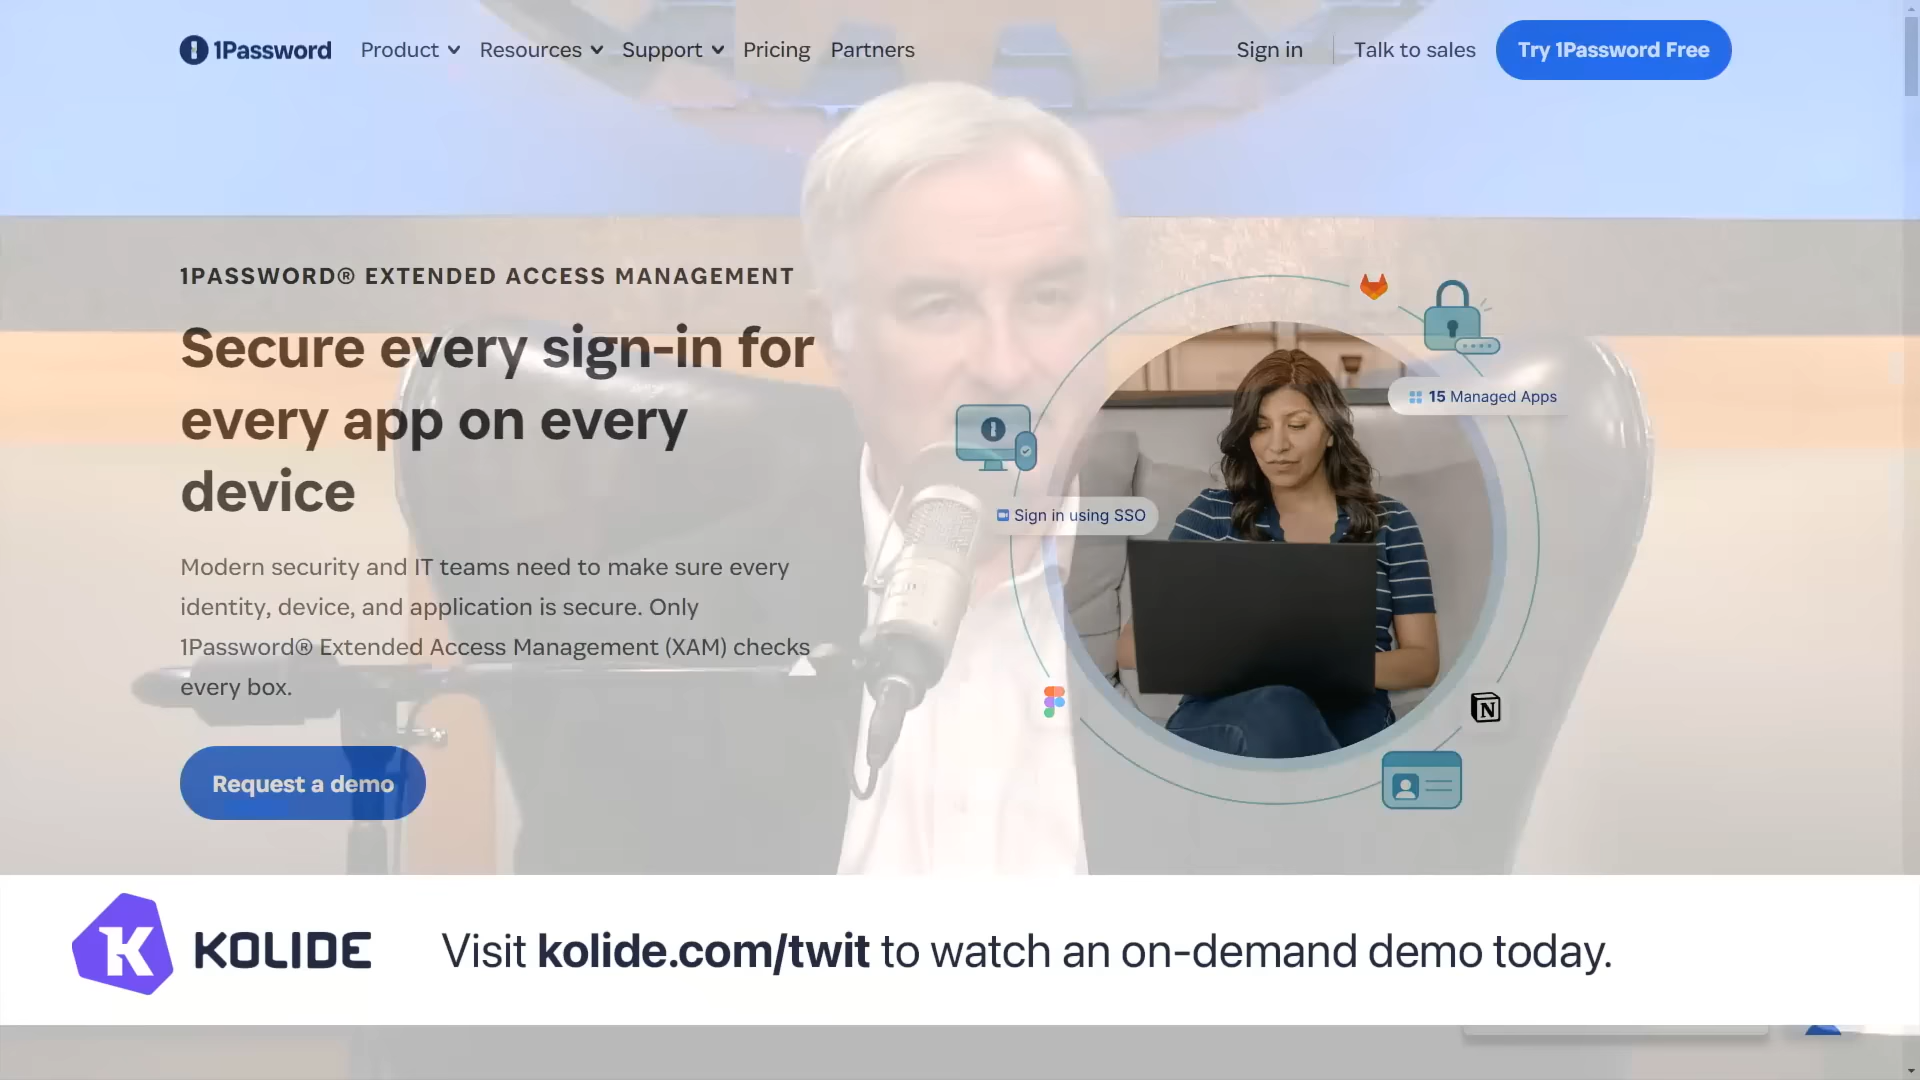 1Password
Product
Resources
Support
Pricing
Partners
Sign in
Talk to sales
Try 1Password Free
1PASSWORD® EXTENDED ACCESS MANAGEMENT
Secure every sign-in for
every app on every
device
Modern security and IT teams need to make sure every
identity, device, and application is secure. Only
1Password® Extended Access Management (XAM) checks
every box.
Request a demo
15 Managed Apps
Sign in using SSO
N
K KOLIDE
Visit kolide.com/twit to watch an on-demand demo today.